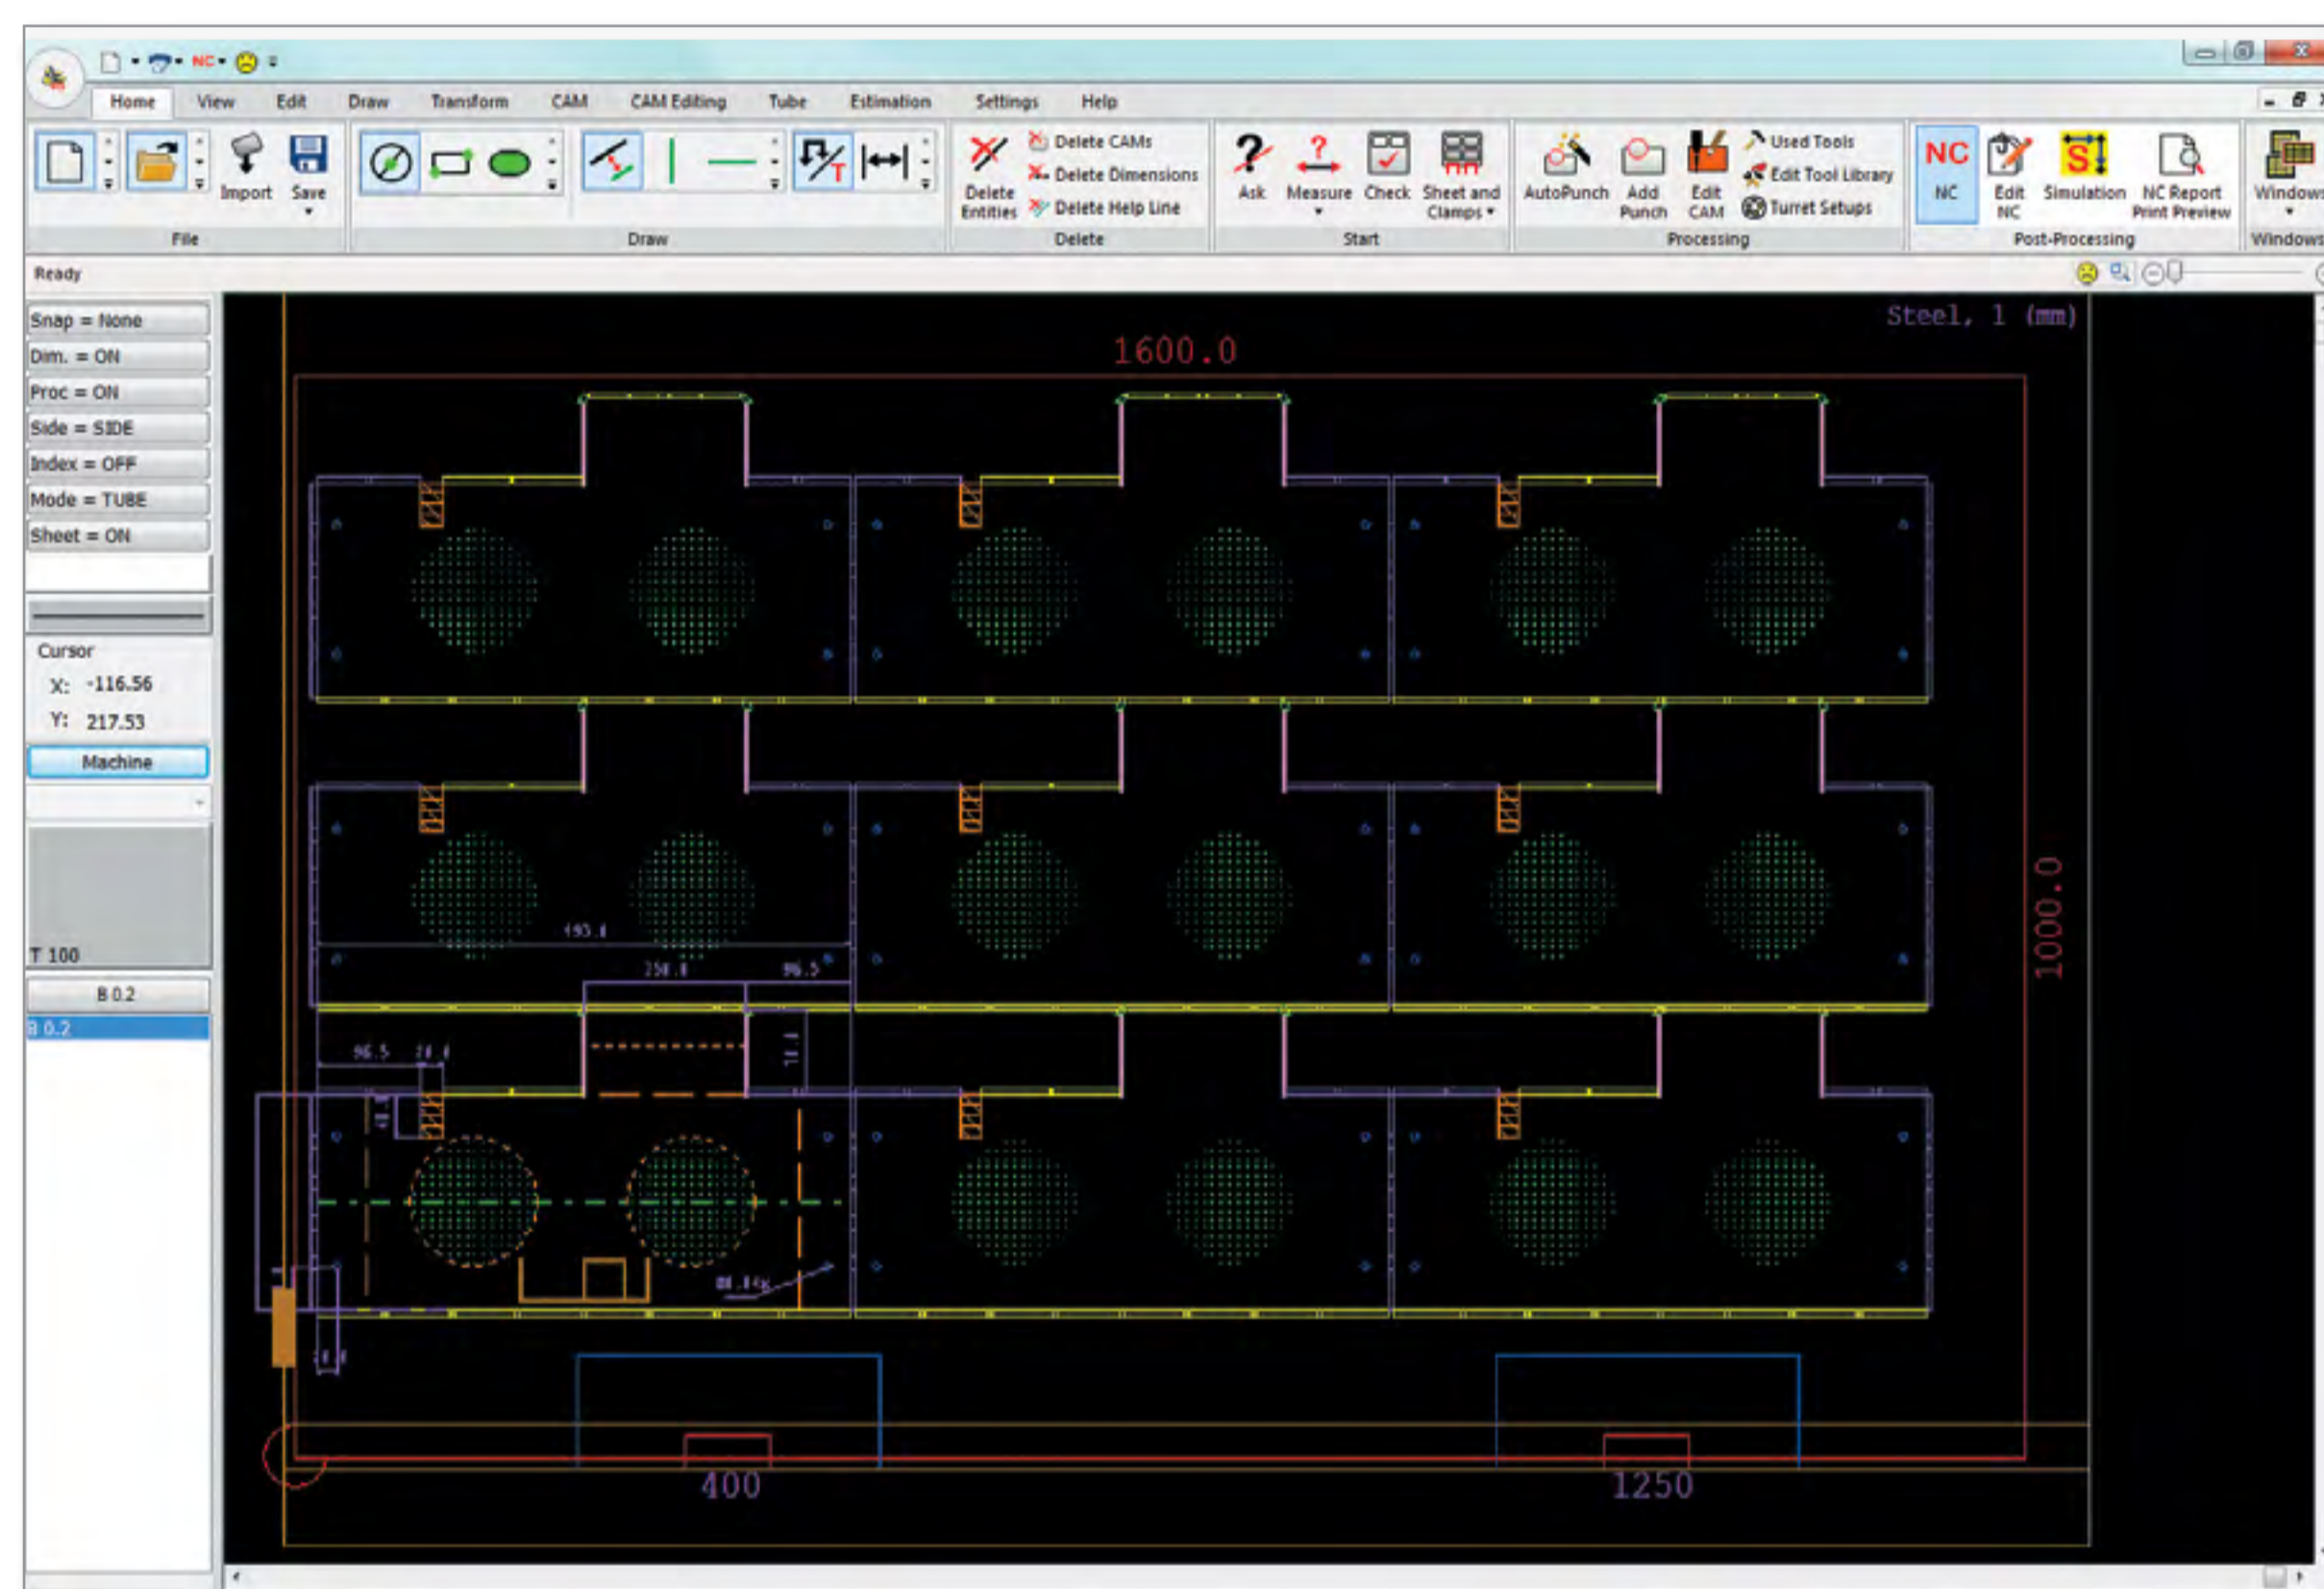 NC
Home View Edit Draw Transform CAM CAM Editing Tube Estimation Settings Help
Import Save
Delete Entities
Delete CAMs
Delete Dimensions
Delete Help Line
Ask Measure Check Sheet and Clamps
AutoPunch Add Punch Edit CAM
Used Tools
Edit Tool Library
Turret Setups
NC
NC Edit NC Simulation NC Report Print Preview
Windows
File Draw Delete Start Processing Post-Processing Windows
Ready
Snap = None
Dim. = ON
Proc = ON
Side = SIDE
Index = OFF
Mode = TUBE
Sheet = ON
Cursor
X: -116.56
Y: 217.53
Machine
T 100
B 0.2
B 0.2
Steel, 1 (mm)
1600.0
1000.0
96.5
96.5
400 1250